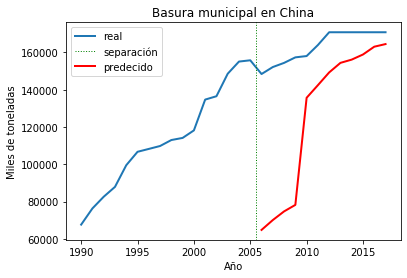 Basura municipal en China
real
separación
predecido
Miles de toneladas
160000
140000
120000
100000
80000
60000
1990
1995
2000
2005
2010
2015
Año